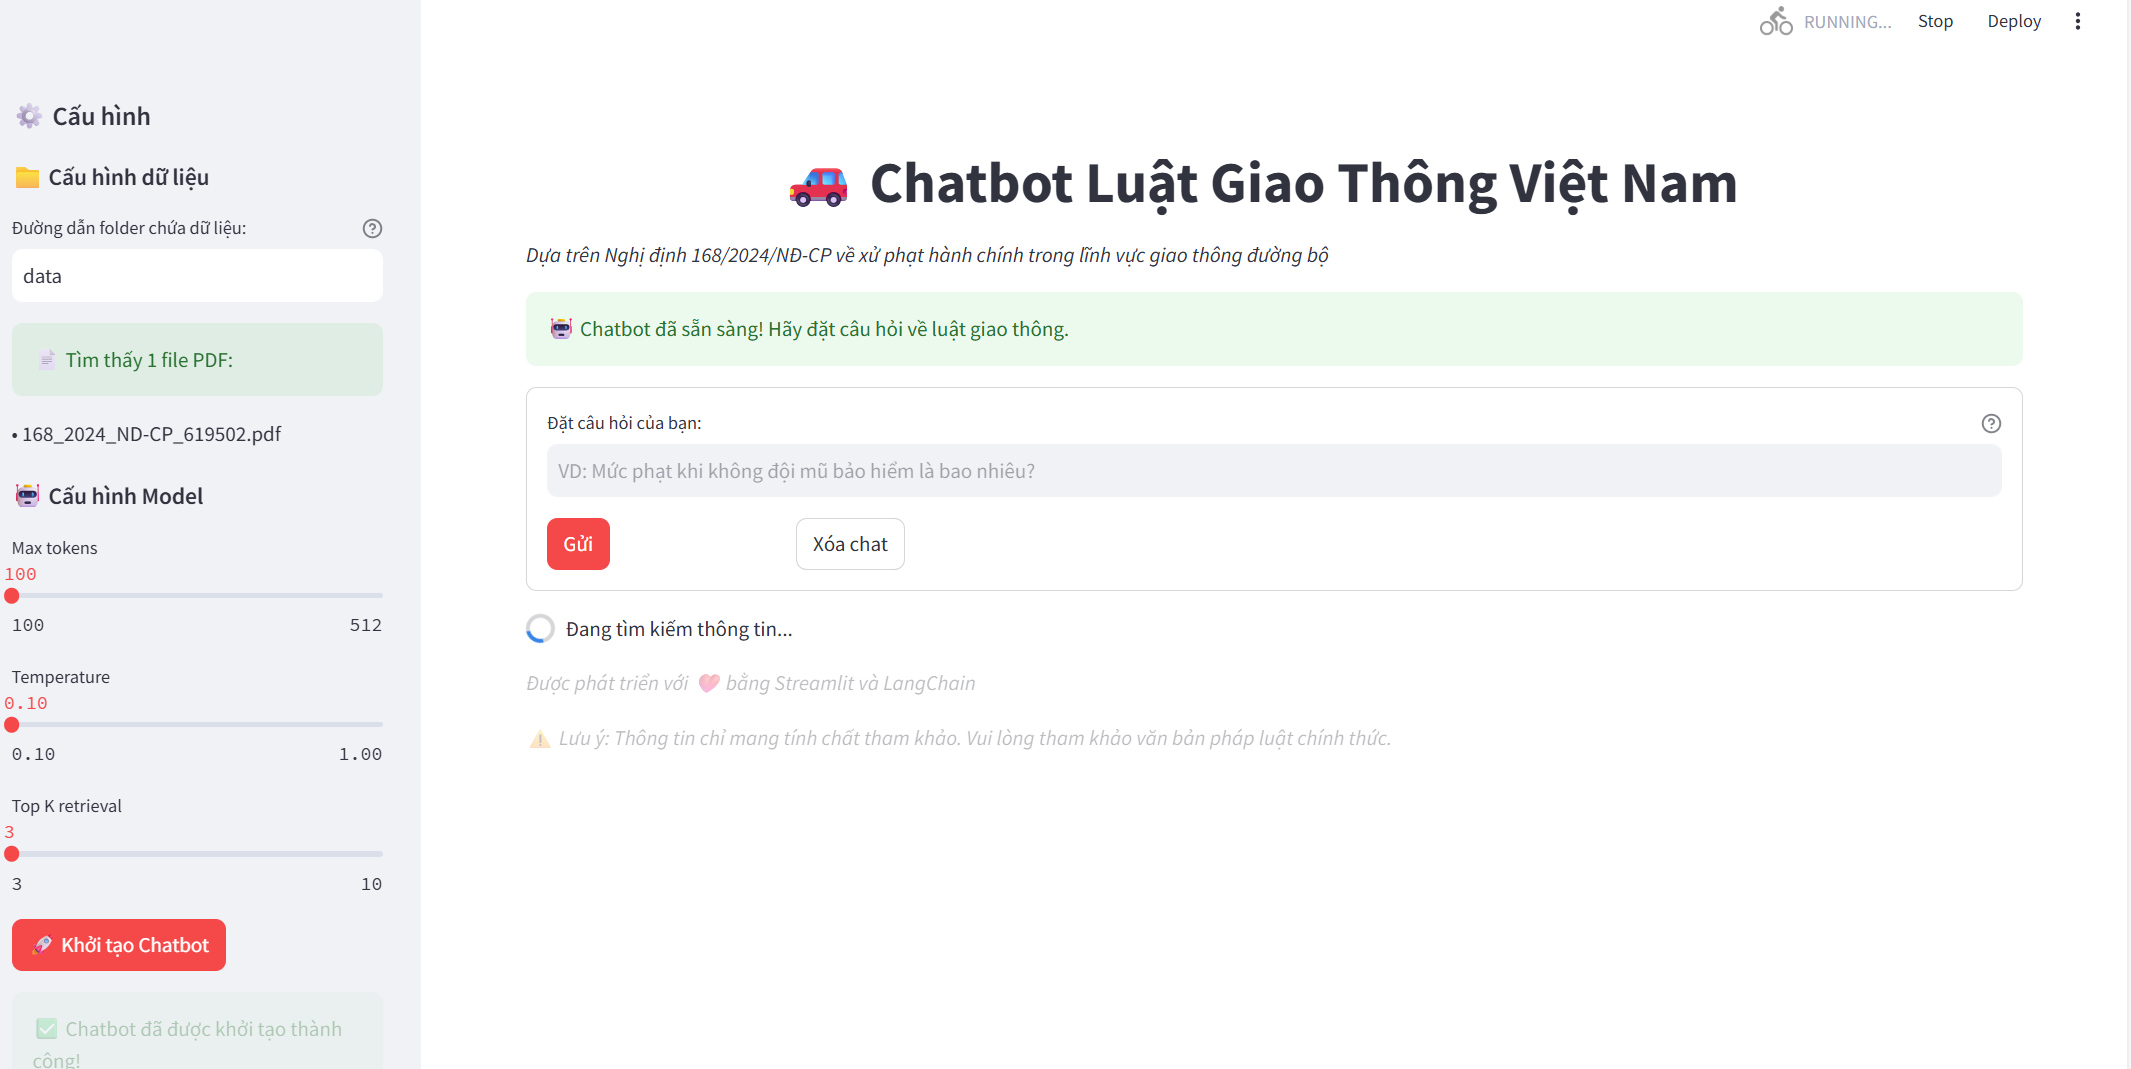 RUNNING...
Stop
Deploy
Cấu hình
Cấu hình dữ liệu
Đường dẫn folder chứa dữ liệu:
data
Tìm thấy 1 file PDF:
• 168_2024_ND-CP_619502.pdf
Cấu hình Model
Max tokens
100
100 512
Temperature
0.10
0.10 1.00
Top K retrieval
3
3 10
Khởi tạo Chatbot
Chatbot đã được khởi tạo thành
công!
Chatbot Luật Giao Thông Việt Nam
Dựa trên Nghị định 168/2024/NĐ-CP về xử phạt hành chính trong lĩnh vực giao thông đường bộ
Chatbot đã sẵn sàng! Hãy đặt câu hỏi về luật giao thông.
Đặt câu hỏi của bạn:
VD: Mức phạt khi không đội mũ bảo hiểm là bao nhiêu?
Gửi
Xóa chat
Đang tìm kiếm thông tin...
Được phát triển với bằng Streamlit và LangChain
Lưu ý: Thông tin chỉ mang tính chất tham khảo. Vui lòng tham khảo văn bản pháp luật chính thức.